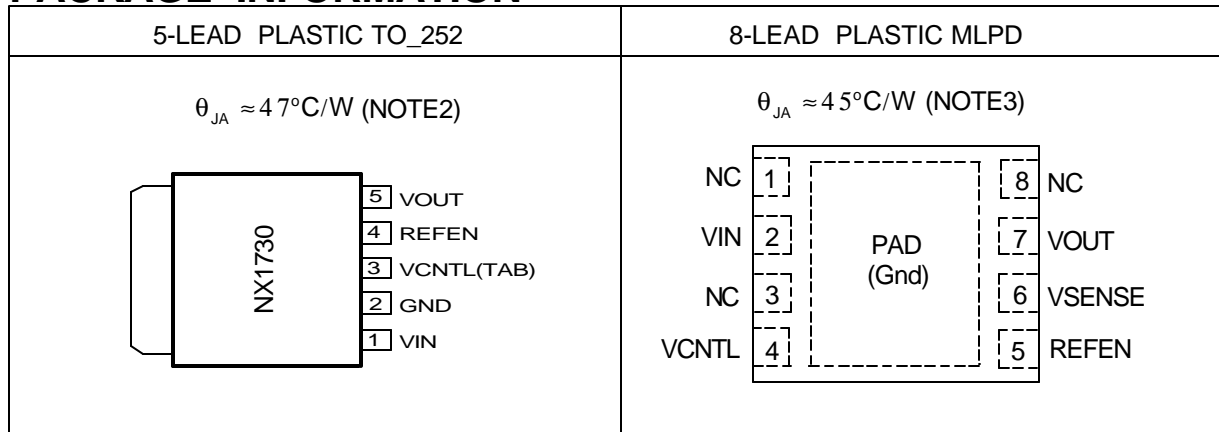 PACKAGE INFORMATION
5-LEAD PLASTIC TO_252
θJA ≈47°C/W (NOTE2)
NX1730
5 VOUT
4 REFEN
3 VCNTL(TAB)
2 GND
1 VIN
8-LEAD PLASTIC MLPD
θJA ≈45°C/W (NOTE3)
NC 1
VIN 2
NC 3
VCNTL 4
PAD
(Gnd)
8 NC
7 VOUT
6 VSENSE
5 REFEN